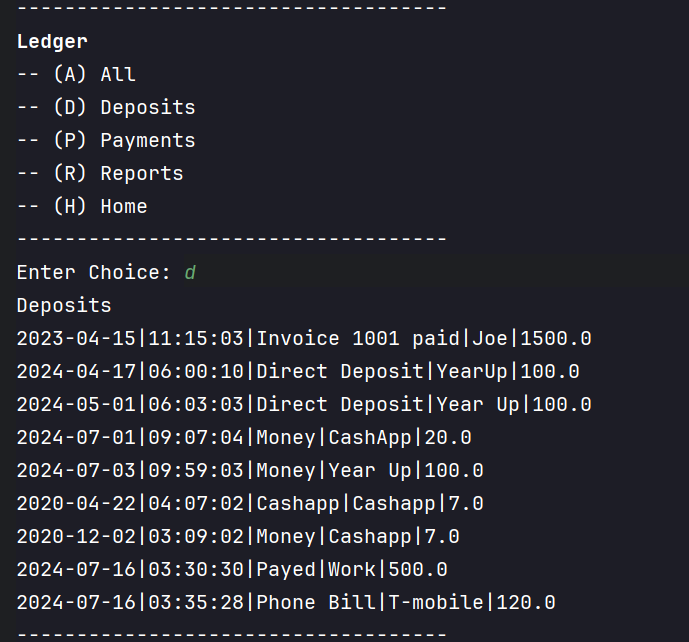 ------------------------------------
Ledger
-- (A) All
-- (D) Deposits
-- (P) Payments
-- (R) Reports
-- (H) Home
------------------------------------
Enter Choice: d
Deposits
2023-04-15|11:15:03|Invoice 1001 paid|Joe|1500.0
2024-04-17|06:00:10|Direct Deposit|YearUp|100.0
2024-05-01|06:03:03|Direct Deposit|Year Up|100.0
2024-07-01|09:07:04|Money|CashApp|20.0
2024-07-03|09:59:03|Money|Year Up|100.0
2020-04-22|04:07:02|Cashapp|Cashapp|7.0
2020-12-02|03:09:02|Money|Cashapp|7.0
2024-07-16|03:30:30|Payed|Work|500.0
2024-07-16|03:35:28|Phone Bill|T-mobile|120.0
------------------------------------